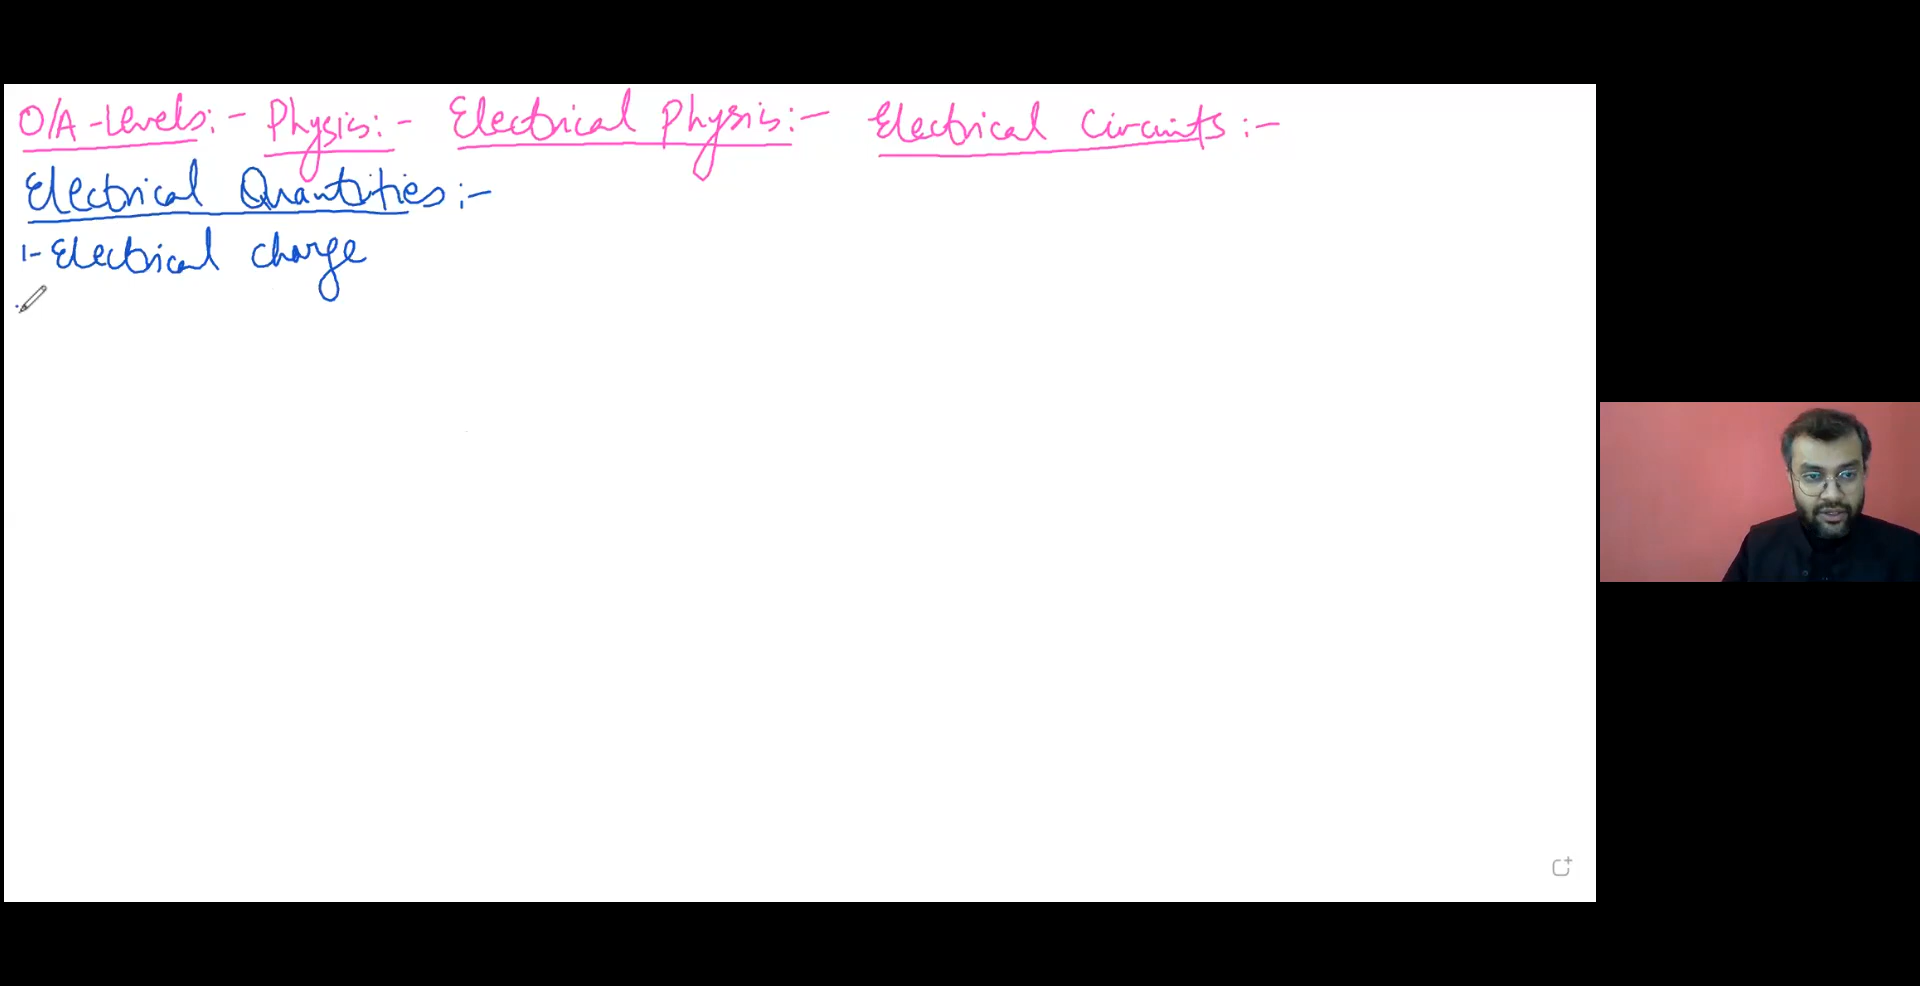 O/A-Levels:- Physics:- Electrical Physics:- Electrical Circuits:-
Electrical Quantities:-
1- Electrical charge